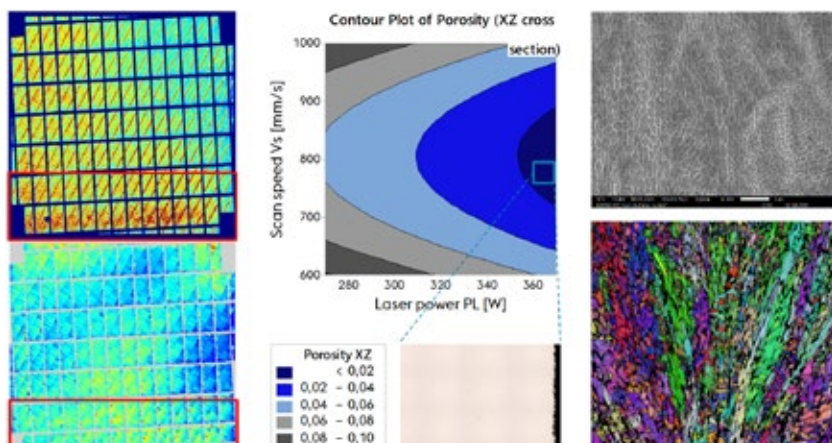 Contour Plot of Porosity (XZ cross
section)
1000
900
800
700
600
Scan speed Vs [mm/s]
280
300
320
340
360
Laser power PL [W]
Porosity XZ
< 0,02
0,02 – 0,04
0,04 – 0,06
0,06 – 0,08
0,08 – 0,10